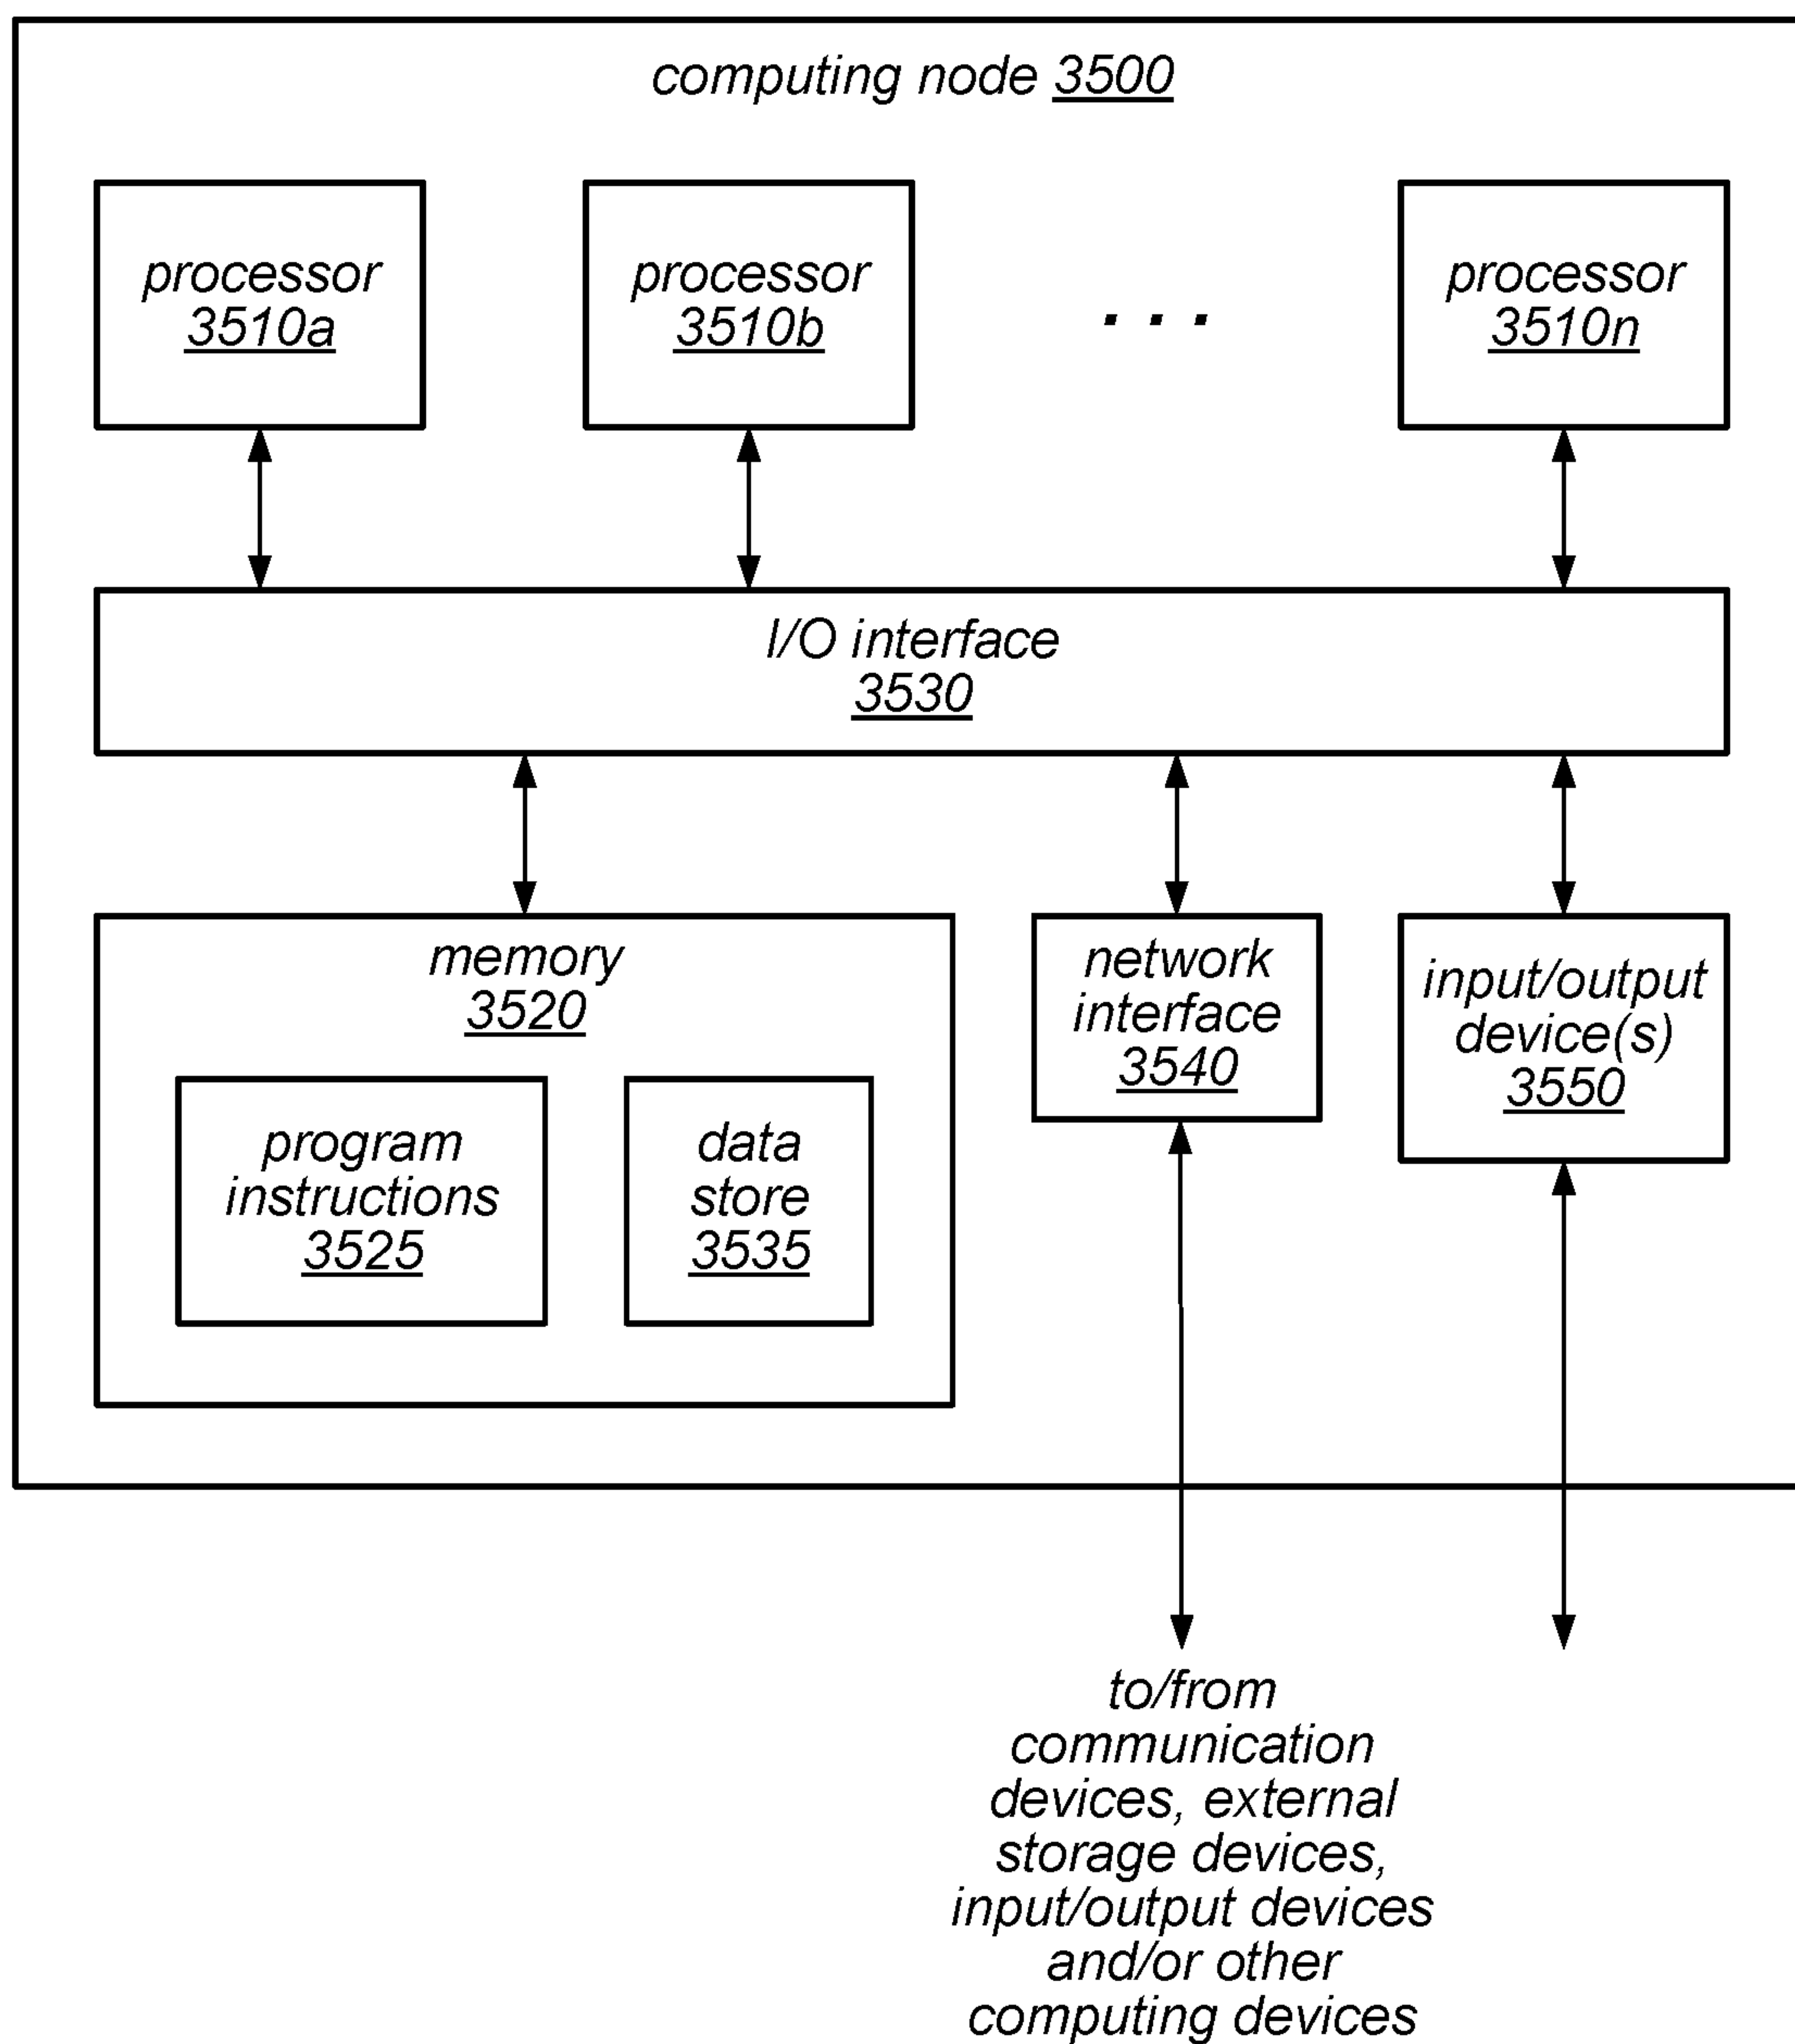 computing node 3500
processor
3510a
processor
3510b
. . .
processor
3510n
I/O interface
3530
memory
3520
program
instructions
3525
data
store
3535
network
interface
3540
input/output
device(s)
3550
to/from
communication
devices, external
storage devices,
input/output devices
and/or other
computing devices